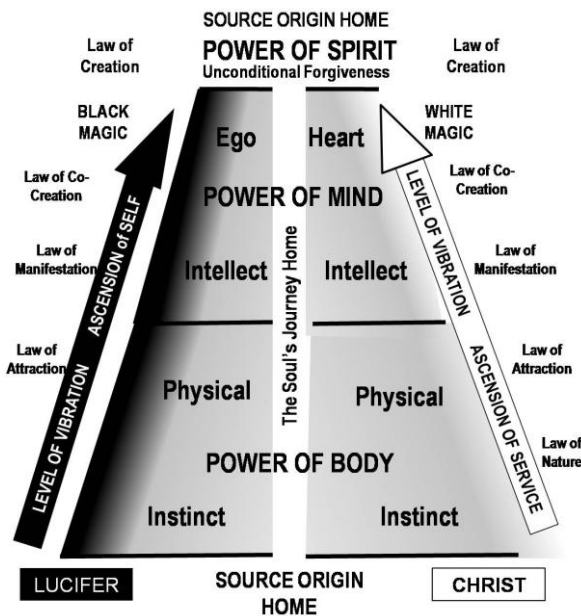 SOURCE ORIGIN HOME
POWER OF SPIRIT
Unconditional Forgiveness
Law of
Creation
Law of
Creation
BLACK
MAGIC
WHITE
MAGIC
Ego
Heart
Law of Co-
Creation
Law of Co-
Creation
POWER OF MIND
Law of
Manifestation
Law of
Manifestation
Intellect
Intellect
Law of
Attraction
Law of
Attraction
LEVEL OF VIBRATION ASCENSION of SELF
The Soul's Journey Home
LEVEL OF VIBRATION ASCENSION OF SERVICE
Physical
Physical
POWER OF BODY
Law of
Nature
Instinct
Instinct
LUCIFER
SOURCE ORIGIN
HOME
CHRIST